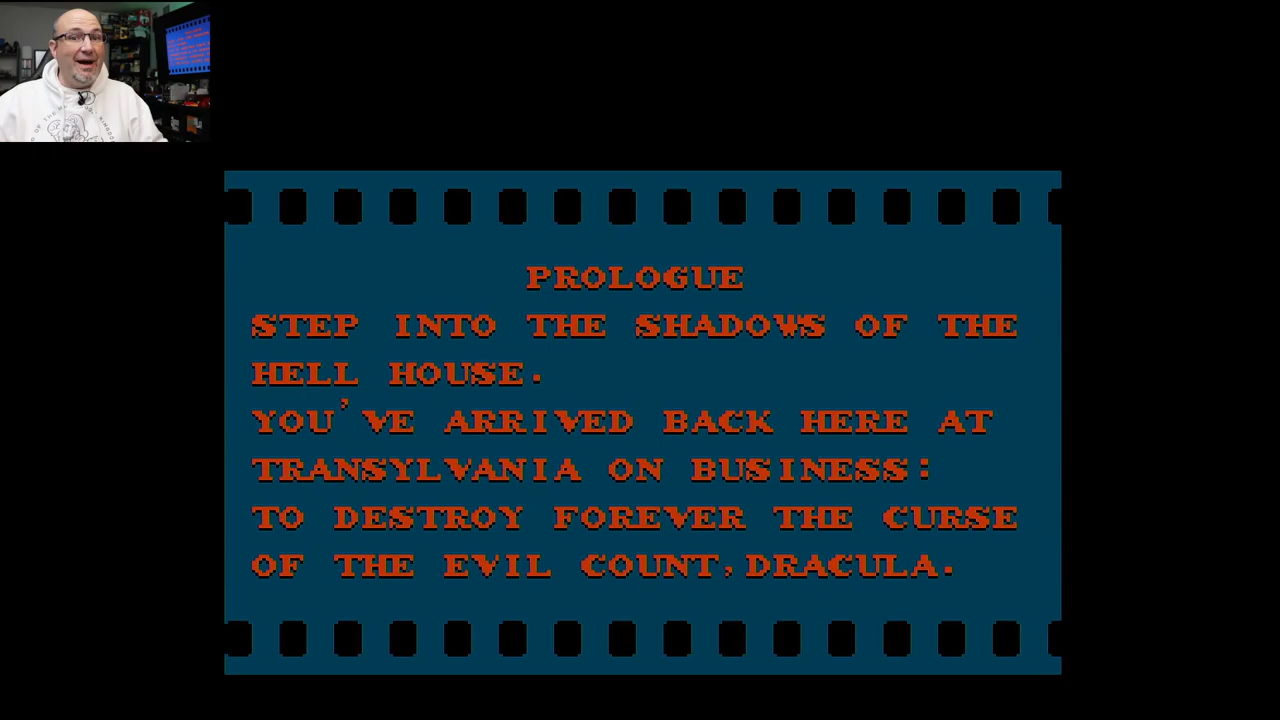 PROLOGUE
STEP INTO THE SHADOWS OF THE
HELL HOUSE.
YOU'VE ARRIVED BACK HERE AT
TRANSYLVANIA ON BUSINESS:
TO DESTROY FOREVER THE CURSE
OF THE EVIL COUNT,DRACULA.